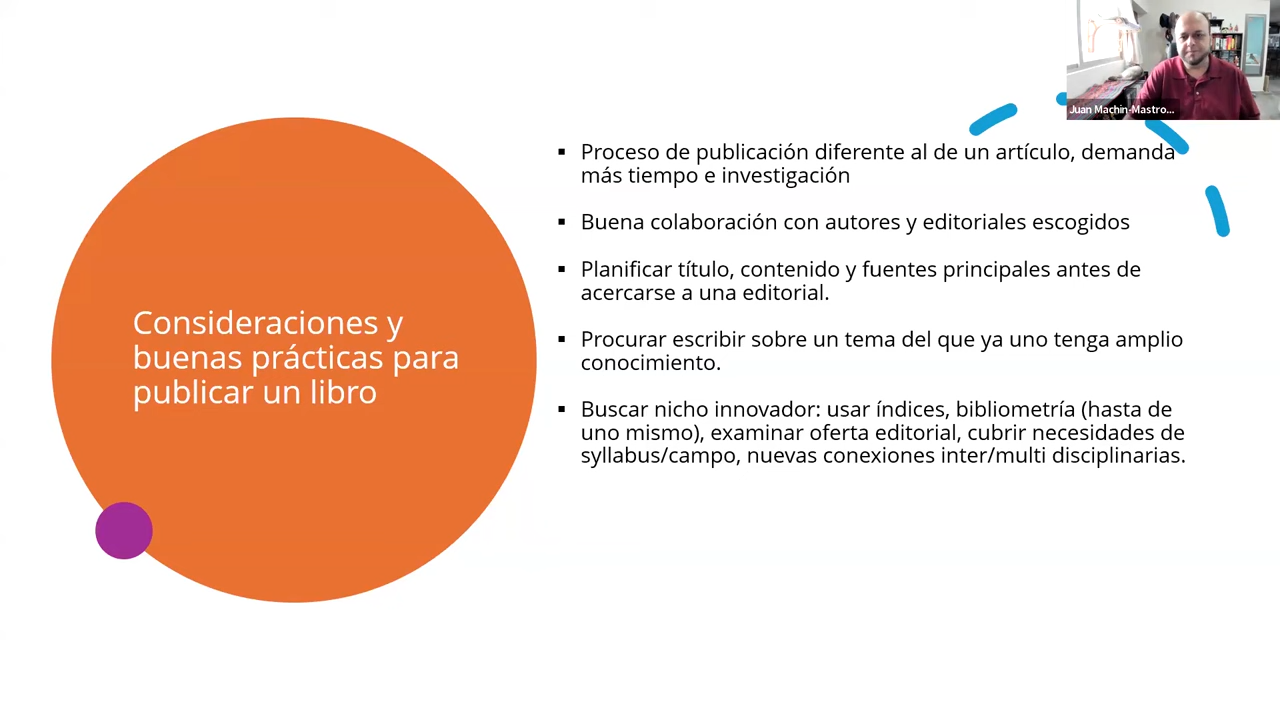 Juan Machin-Mastro...
Proceso de publicación diferente al de un artículo, demanda
más tiempo e investigación
Buena colaboración con autores y editoriales escogidos
Planificar título, contenido y fuentes principales antes de
acercarse a una editorial.
Procurar escribir sobre un tema del que ya uno tenga amplio
conocimiento.
Buscar nicho innovador: usar índices, bibliometría (hasta de
uno mismo), examinar oferta editorial, cubrir necesidades de
syllabus/campo, nuevas conexiones inter/multi disciplinarias.
Consideraciones y
buenas prácticas para
publicar un libro